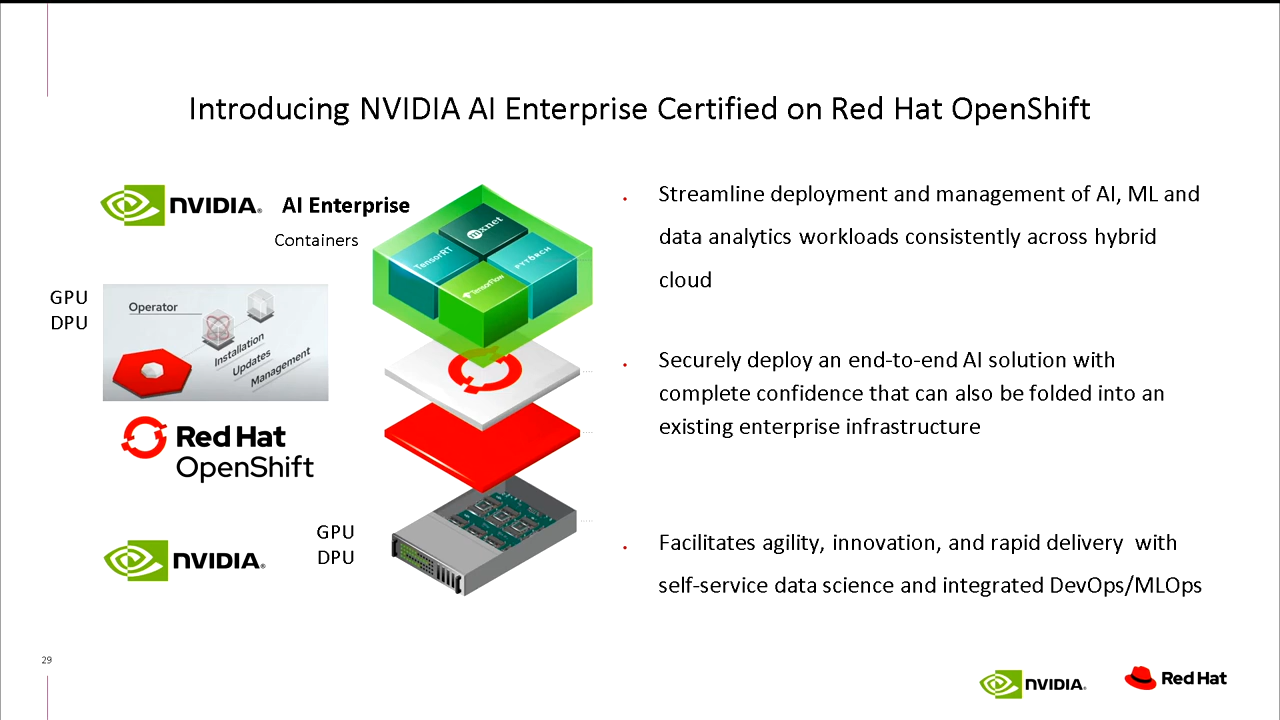 Introducing NVIDIA AI Enterprise Certified on Red Hat OpenShift
NVIDIA® AI Enterprise
Containers
mxnet
TensorRT
PYTORCH
TensorFlow
GPU
DPU
Operator
Installation
Updates
Management
Red Hat
OpenShift
GPU
DPU
NVIDIA®
• Streamline deployment and management of AI, ML and
data analytics workloads consistently across hybrid
cloud
• Securely deploy an end-to-end AI solution with
complete confidence that can also be folded into an
existing enterprise infrastructure
• Facilitates agility, innovation, and rapid delivery with
self-service data science and integrated DevOps/MLOps
29
NVIDIA®
Red Hat